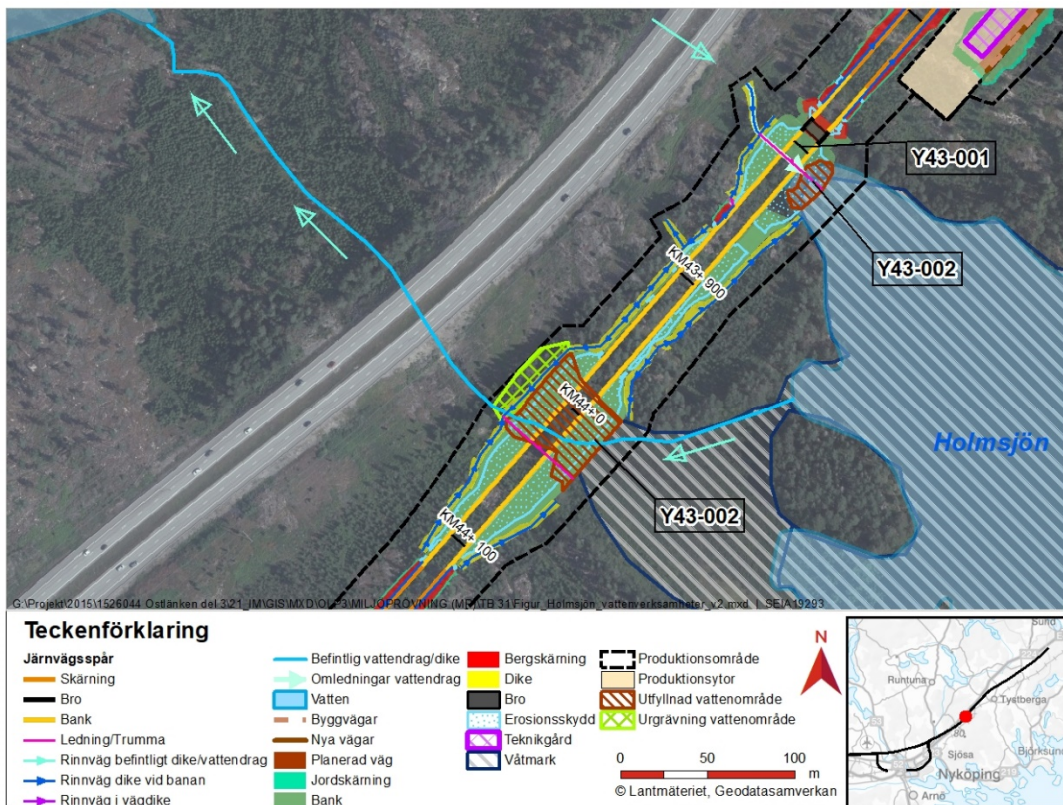 Y43-001
Y43-002
KM43+ 900
KM44+ 0
Holmsjön
Y43-002
KM44+ 100
G:\Projekt\2015\1526044 Ostlänken del 3\21_IM\GIS\MXD\OLP3\MILJÖPRÖVNING (MP)\TB 31\Figur_Holmsjön_vattenverksamheter_v2.mxd | SEIA19293
Teckenförklaring
Järnvägsspår
Skärning
Bro
Bank
Ledning/Trumma
Rinnväg befintligt dike/vattendrag
Rinnväg dike vid banan
Rinnväg i vägdike
Befintlig vattendrag/dike
Omledningar vattendrag
Vatten
Byggvägar
Nya vägar
Planerad väg
Jordskärning
Bank
Bergskärning
Dike
Bro
Erosionsskydd
Teknikgård
Våtmark
Produktionsområde
Produktionsytor
Utfyllnad vattenområde
Urgrävning vattenområde
N
0 50 100
m
© Lantmäteriet, Geodatasamverkan
Sund
Runtuna
Tystberga
53
Sjösa
Björksund
Nyköping
Arnö